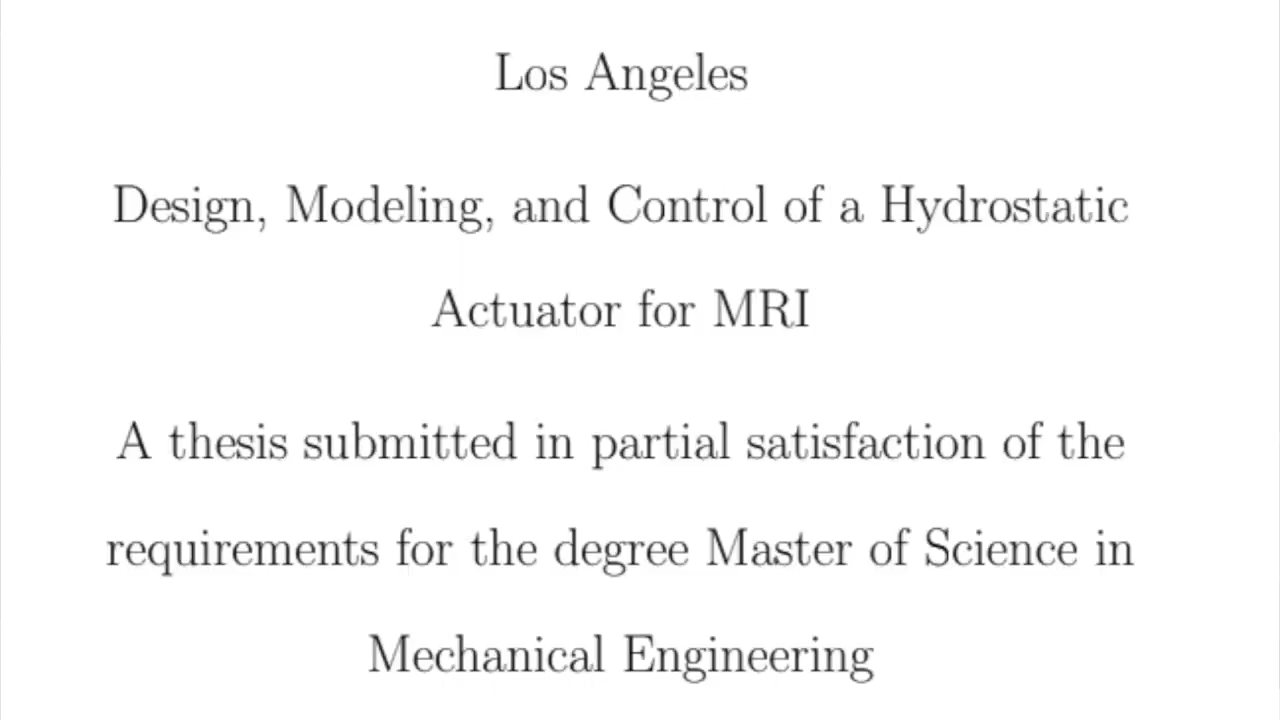 Los Angeles
Design, Modeling, and Control of a Hydrostatic
Actuator for MRI
A thesis submitted in partial satisfaction of the
requirements for the degree Master of Science in
Mechanical Engineering